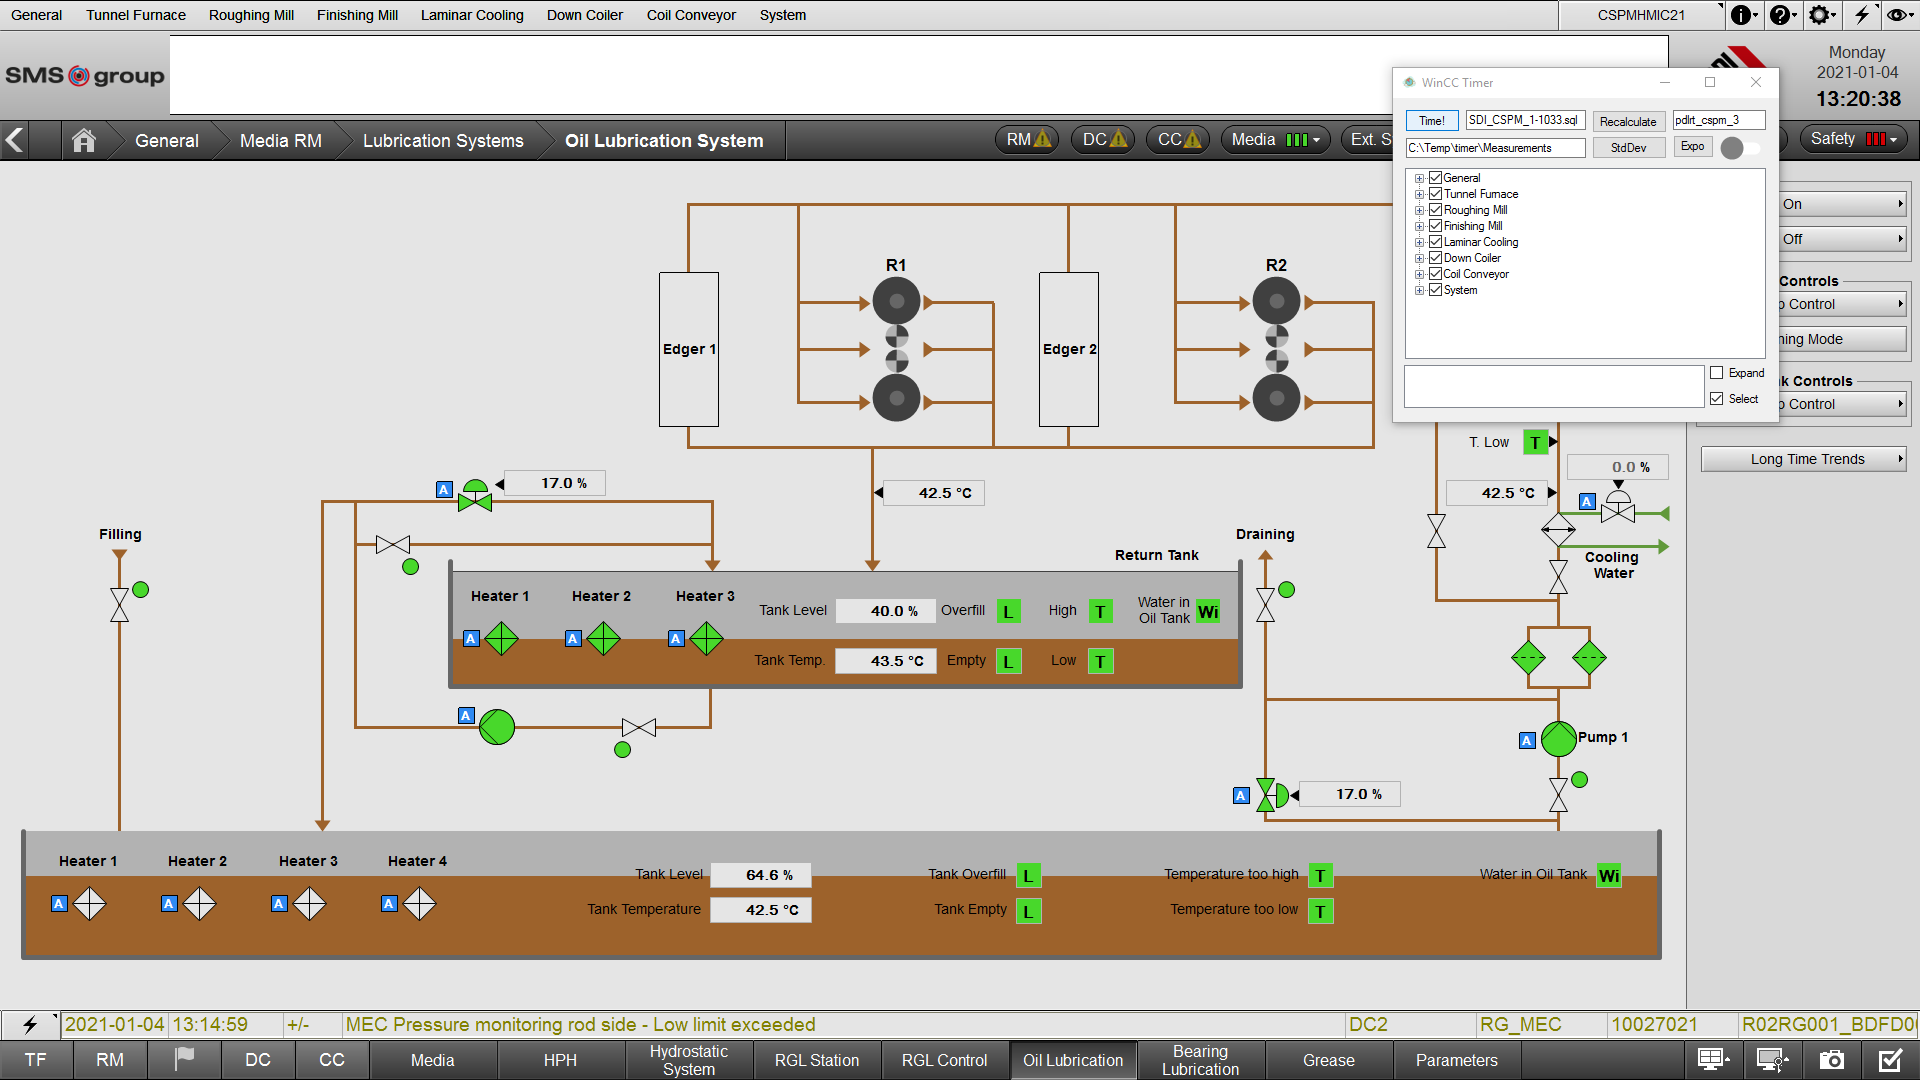 General Tunnel Furnace Roughing Mill Finishing Mill Laminar Cooling Down Coiler Coil Conveyor System CSPMHMIC21
SMS group
Monday
2021-01-04
13:20:38
General Media RM Lubrication Systems Oil Lubrication System RM DC CC Media Ext. S Safety
WinCC Timer
Time! SDI_CSPM_1-1033.sql Recalculate pdlrt_cspm_3
C:\Temp\timer\Measurements StdDev Expo
General
Tunnel Furnace
Roughing Mill
Finishing Mill
Laminar Cooling
Down Coiler
Coil Conveyor
System
Expand
Select
On
Off
Controls
p Control
ning Mode
nk Controls
p Control
Long Time Trends
R1 R2
Edger 1 Edger 2
T. Low T
0.0 %
A 17.0 %
42.5 °C
42.5 °C
A
Filling
Draining
Return Tank
Cooling
Water
Heater 1 Heater 2 Heater 3
Tank Level 40.0 % Overfill L High T Water in
Oil Tank Wi
A A A
Tank Temp. 43.5 °C Empty L Low T
A
A Pump 1
A 17.0 %
Heater 1 Heater 2 Heater 3 Heater 4
A A A A
Tank Level 64.6 % Tank Overfill L Temperature too high T Water in Oil Tank Wi
Tank Temperature 42.5 °C Tank Empty L Temperature too low T
2021-01-04 13:14:59 +/- MEC Pressure monitoring rod side - Low limit exceeded DC2 RG_MEC 10027021 R02RG001_BDFD0
TF RM DC CC Media HPH Hydrostatic
System RGL Station RGL Control Oil Lubrication Bearing
Lubrication Grease Parameters